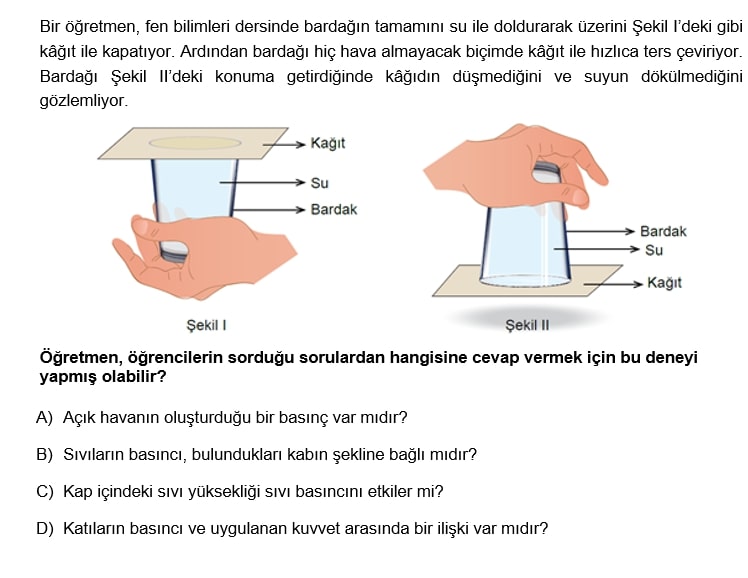 Bir öğretmen, fen bilimleri dersinde bardağın tamamını su ile doldurarak üzerini Şekil I'deki gibi
kâğıt ile kapatıyor. Ardından bardağı hiç hava almayacak biçimde kâğıt ile hızlıca ters çeviriyor.
Bardağı Şekil II'deki konuma getirdiğinde kâğıdın düşmediğini ve suyun dökülmediğini
gözlemliyor.
Kağıt
Su
Bardak
Şekil I
Bardak
Su
Kağıt
Şekil II
Öğretmen, öğrencilerin sorduğu sorulardan hangisine cevap vermek için bu deneyi
yapmış olabilir?
A) Açık havanın oluşturduğu bir basınç var mıdır?
B) Sıvıların basıncı, bulundukları kabın şekline bağlı mıdır?
C) Kap içindeki sıvı yüksekliği sıvı basıncını etkiler mi?
D) Katıların basıncı ve uygulanan kuvvet arasında bir ilişki var mıdır?